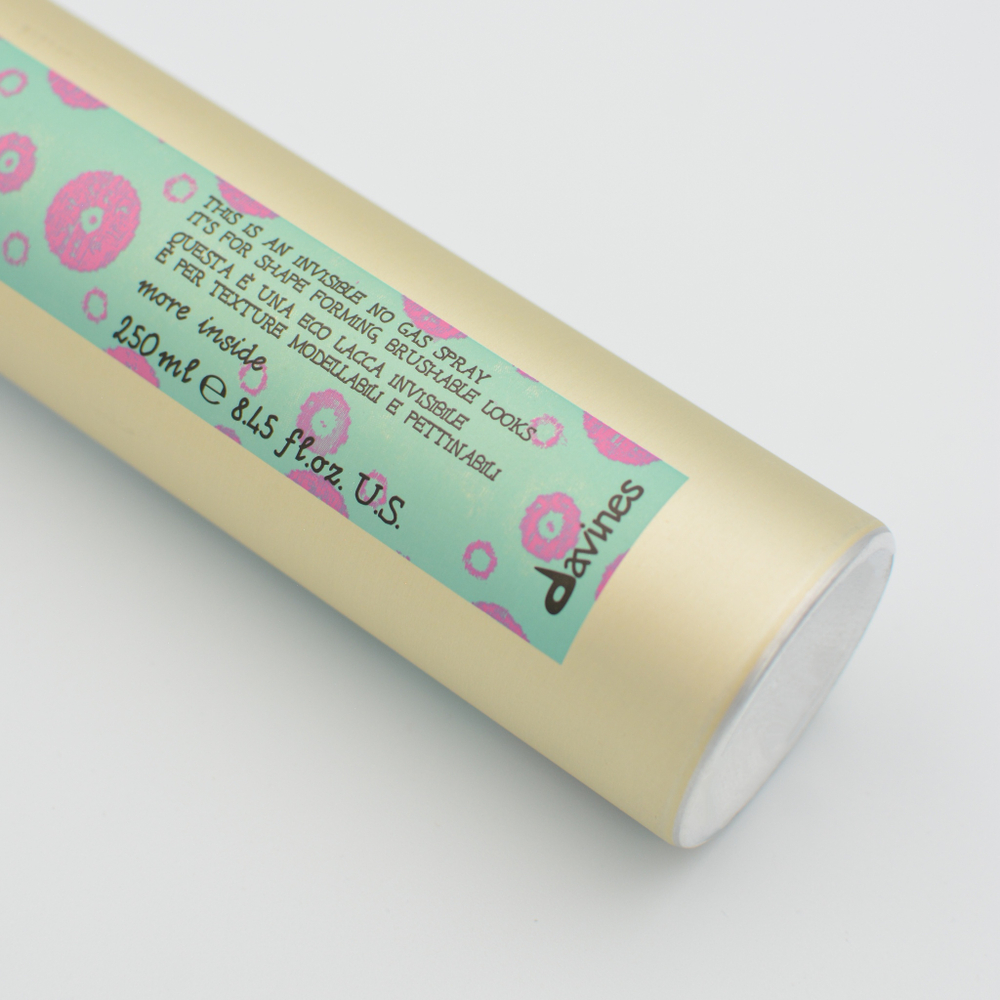 THIS IS AN INVISIBLE NO GAS SPRAY
IT'S FOR SHAPE FORMING, BRUSHABLE LOOKS
QUESTA È UNA ECO LACCA INVISIBILE
È PER TEXTURE MODELLABILI E PETTINABILI
more inside
250 ml ℮ 8.45 fl.oz. U.S.
davines